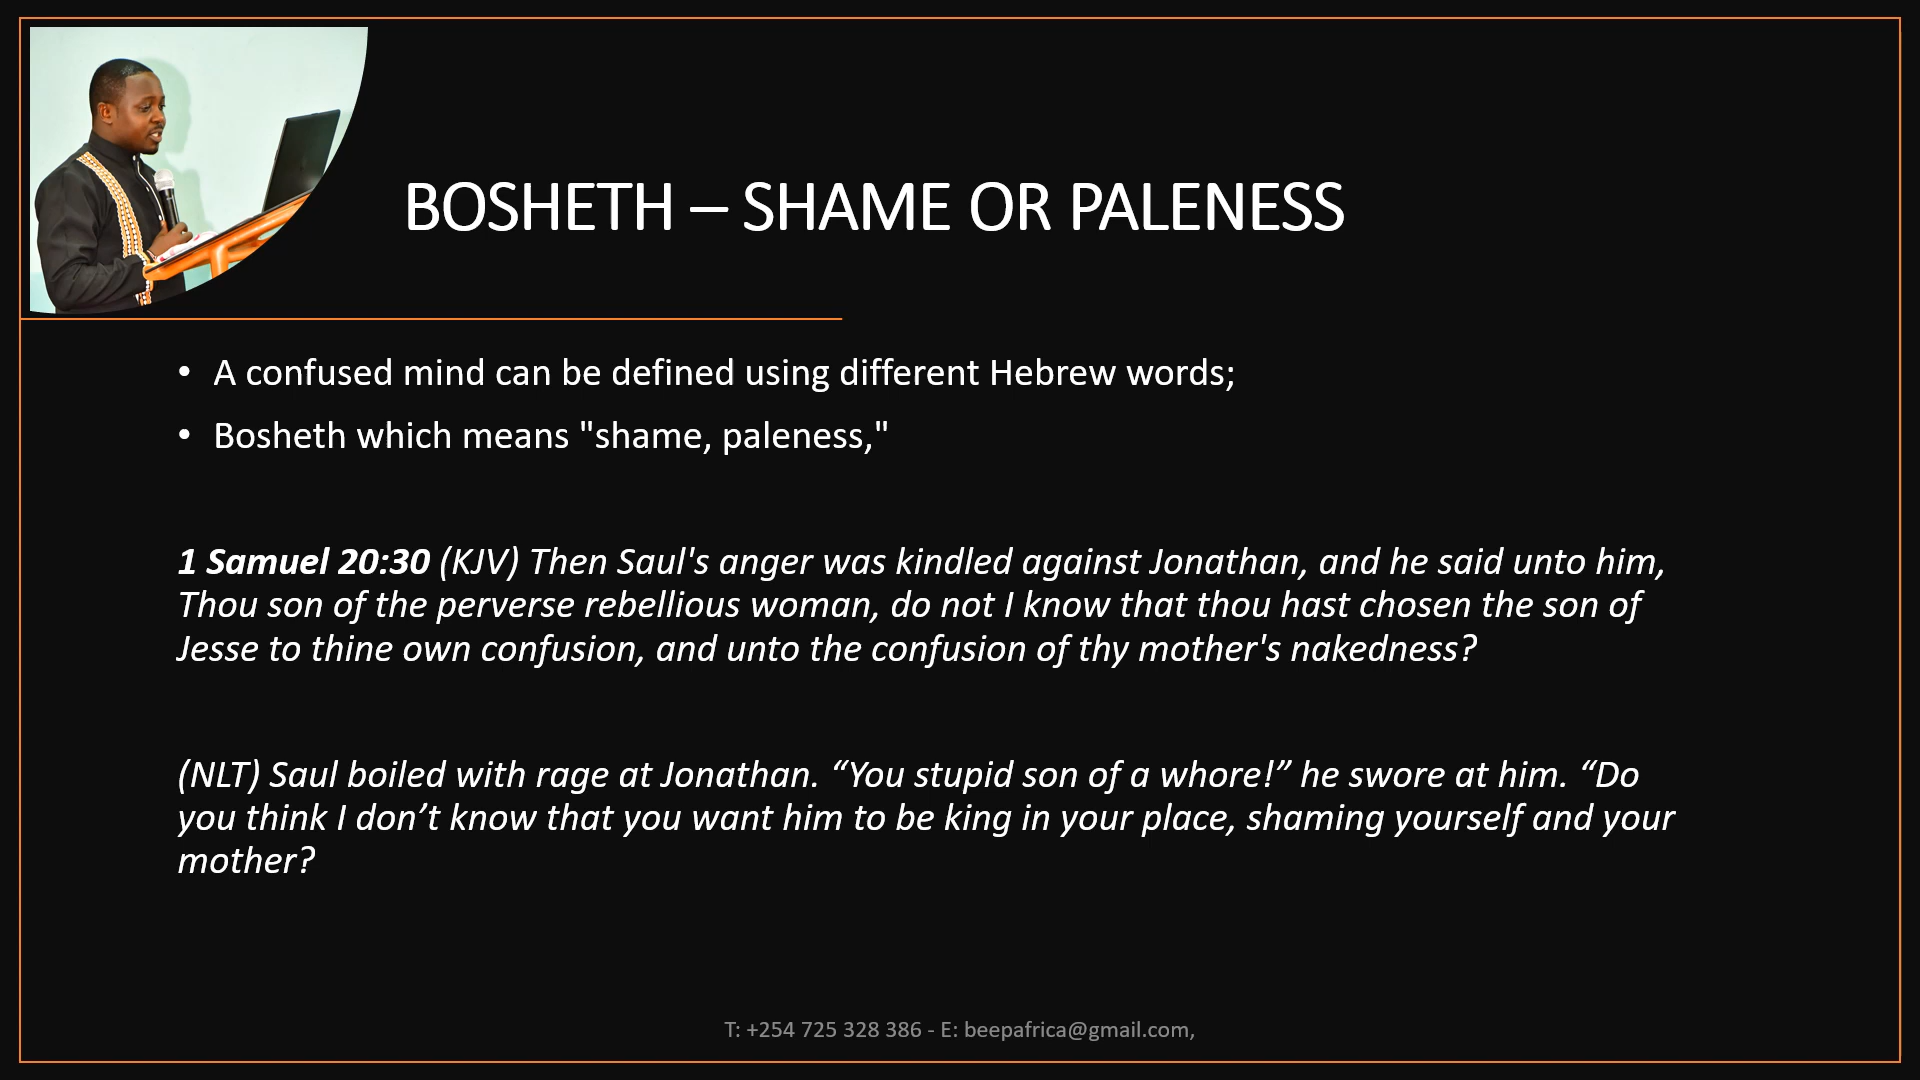 BOSHETH – SHAME OR PALENESS
• A confused mind can be defined using different Hebrew words;
• Bosheth which means "shame, paleness,"
1 Samuel 20:30 (KJV) Then Saul's anger was kindled against Jonathan, and he said unto him,
Thou son of the perverse rebellious woman, do not I know that thou hast chosen the son of
Jesse to thine own confusion, and unto the confusion of thy mother's nakedness?
(NLT) Saul boiled with rage at Jonathan. “You stupid son of a whore!” he swore at him. “Do
you think I don’t know that you want him to be king in your place, shaming yourself and your
mother?
T: +254 725 328 386 - E: beepafrica@gmail.com,